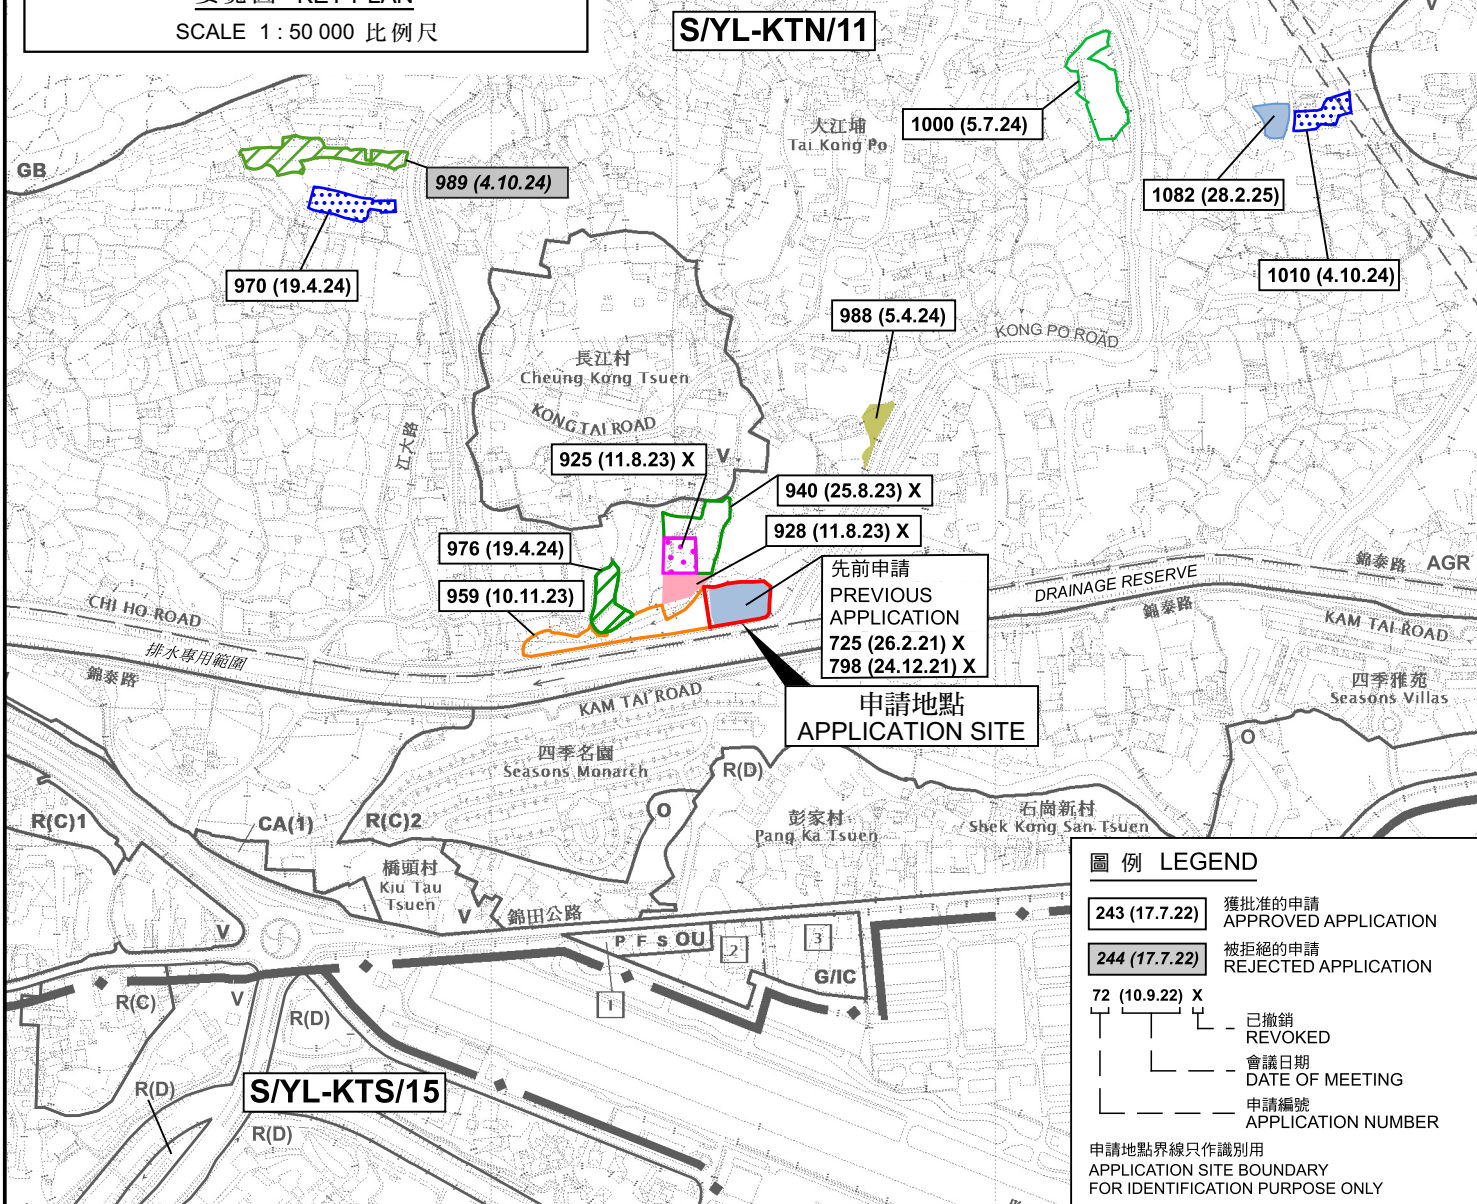 KEY PLAN
SCALE 1 : 50 000 比例尺
S/YL-KTN/11
GB
989 (4.10.24)
970 (19.4.24)
大江埔
Tai Kong Po
1000 (5.7.24)
1082 (28.2.25)
1010 (4.10.24)
988 (5.4.24)
KONG PO ROAD
長江村
Cheung Kong Tsuen
KONG TAI ROAD
江大路
925 (11.8.23) X
V
940 (25.8.23) X
928 (11.8.23) X
976 (19.4.24)
959 (10.11.23)
先前申請
PREVIOUS
APPLICATION
725 (26.2.21) X
798 (24.12.21) X
申請地點
APPLICATION SITE
CHI HO ROAD
排水專用範圍
錦泰路
KAM TAI ROAD
DRAINAGE RESERVE
錦泰路
錦泰路
AGR
KAM TAI ROAD
四季雅苑
Seasons Villas
四季名園
Seasons Monarch
R(D)
O
O
R(C)1
CA(1)
R(C)2
彭家村
Pang Ka Tsuen
石崗新村
Shek Kong San Tsuen
橋頭村
Kiu Tau
Tsuen
V
V
錦田公路
P F S OU
2
3
G/IC
1
R(C)
V
R(D)
R(D)
S/YL-KTS/15
R(D)
圖例 LEGEND
243 (17.7.22)
獲批准的申請
APPROVED APPLICATION
244 (17.7.22)
被拒絕的申請
REJECTED APPLICATION
72 (10.9.22) X
已撤銷
REVOKED
會議日期
DATE OF MEETING
申請編號
APPLICATION NUMBER
申請地點界線只作識別用
APPLICATION SITE BOUNDARY
FOR IDENTIFICATION PURPOSE ONLY